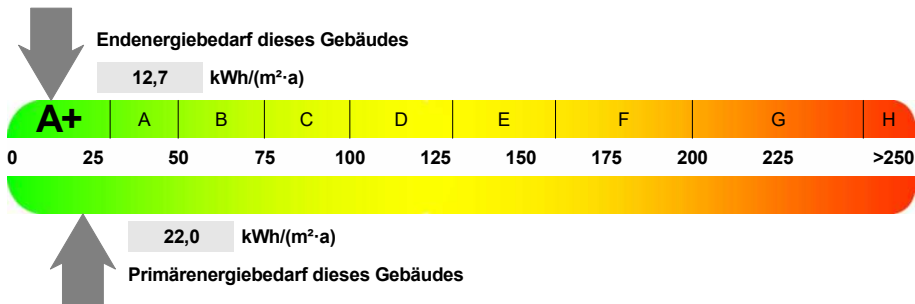 Endenergiebedarf dieses Gebäudes
12,7 kWh/(m²·a)
A+ A B C D E F G H
0 25 50 75 100 125 150 175 200 225 >250
22,0 kWh/(m²·a)
Primärenergiebedarf dieses Gebäudes